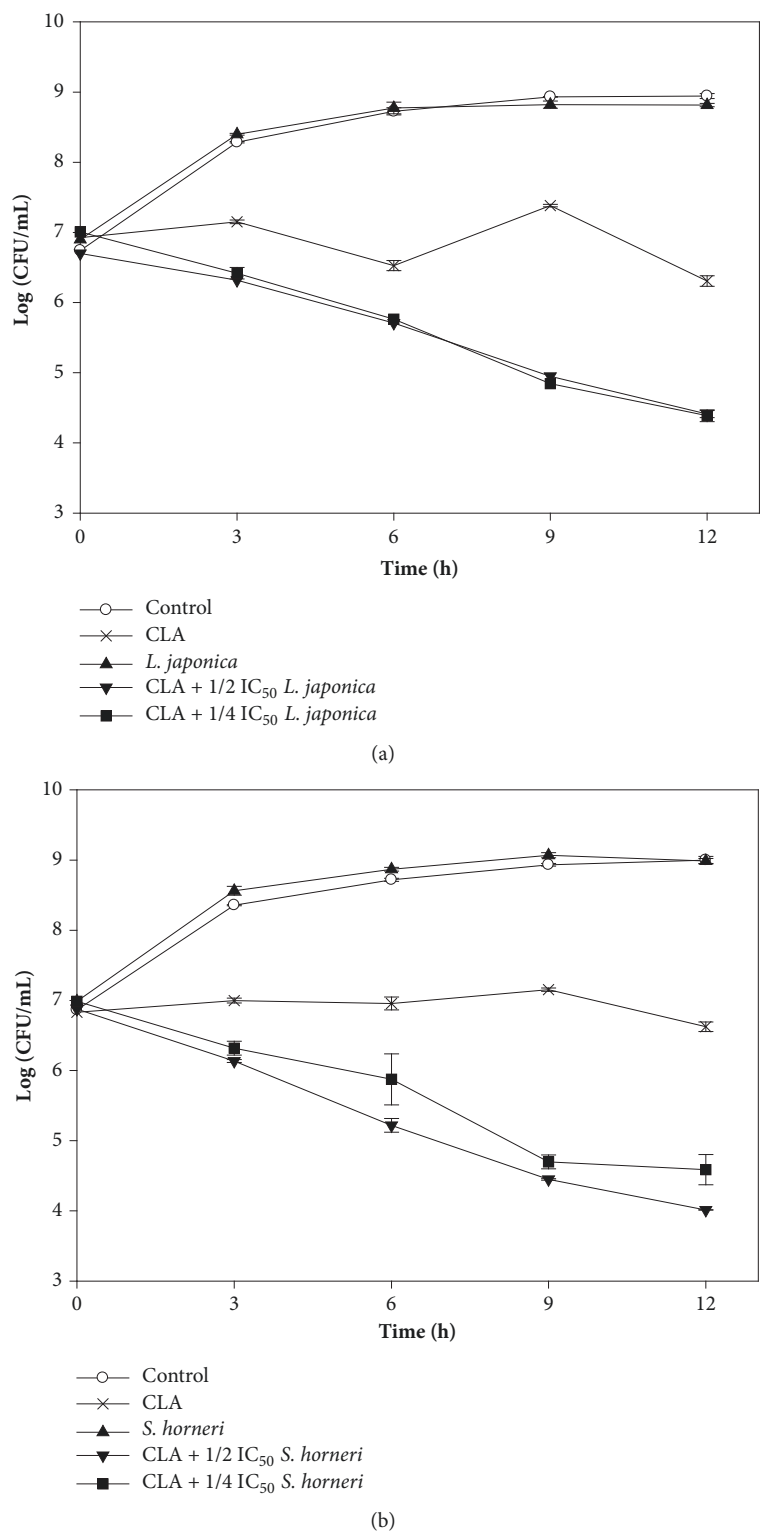 10
9
8
7
6
5
4
3
Log (CFU/mL)
0 3 6 9 12
Time (h)
Control
CLA
L. japonica
CLA + 1/2 IC₅₀ L. japonica
CLA + 1/4 IC₅₀ L. japonica
(a)
10
9
8
7
6
5
4
3
Log (CFU/mL)
0 3 6 9 12
Time (h)
Control
CLA
S. horneri
CLA + 1/2 IC₅₀ S. horneri
CLA + 1/4 IC₅₀ S. horneri
(b)